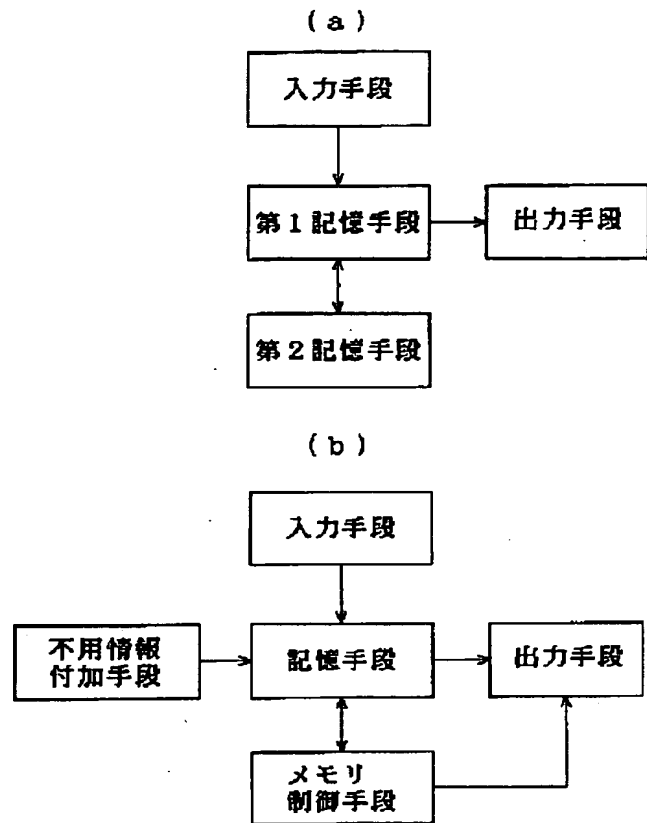 (a)
入力手段
第1記憶手段
出力手段
第2記憶手段
(b)
入力手段
不用情報
付加手段
記憶手段
出力手段
メモリ
制御手段